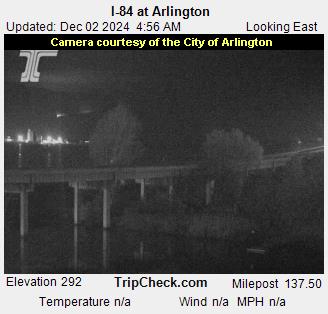 I-84 at Arlington
Updated: Dec 02 2024 4:56 AM Looking East
Camera courtesy of the City of Arlington
Elevation 292 TripCheck.com Milepost 137.50
Temperature n/a Wind n/a MPH n/a